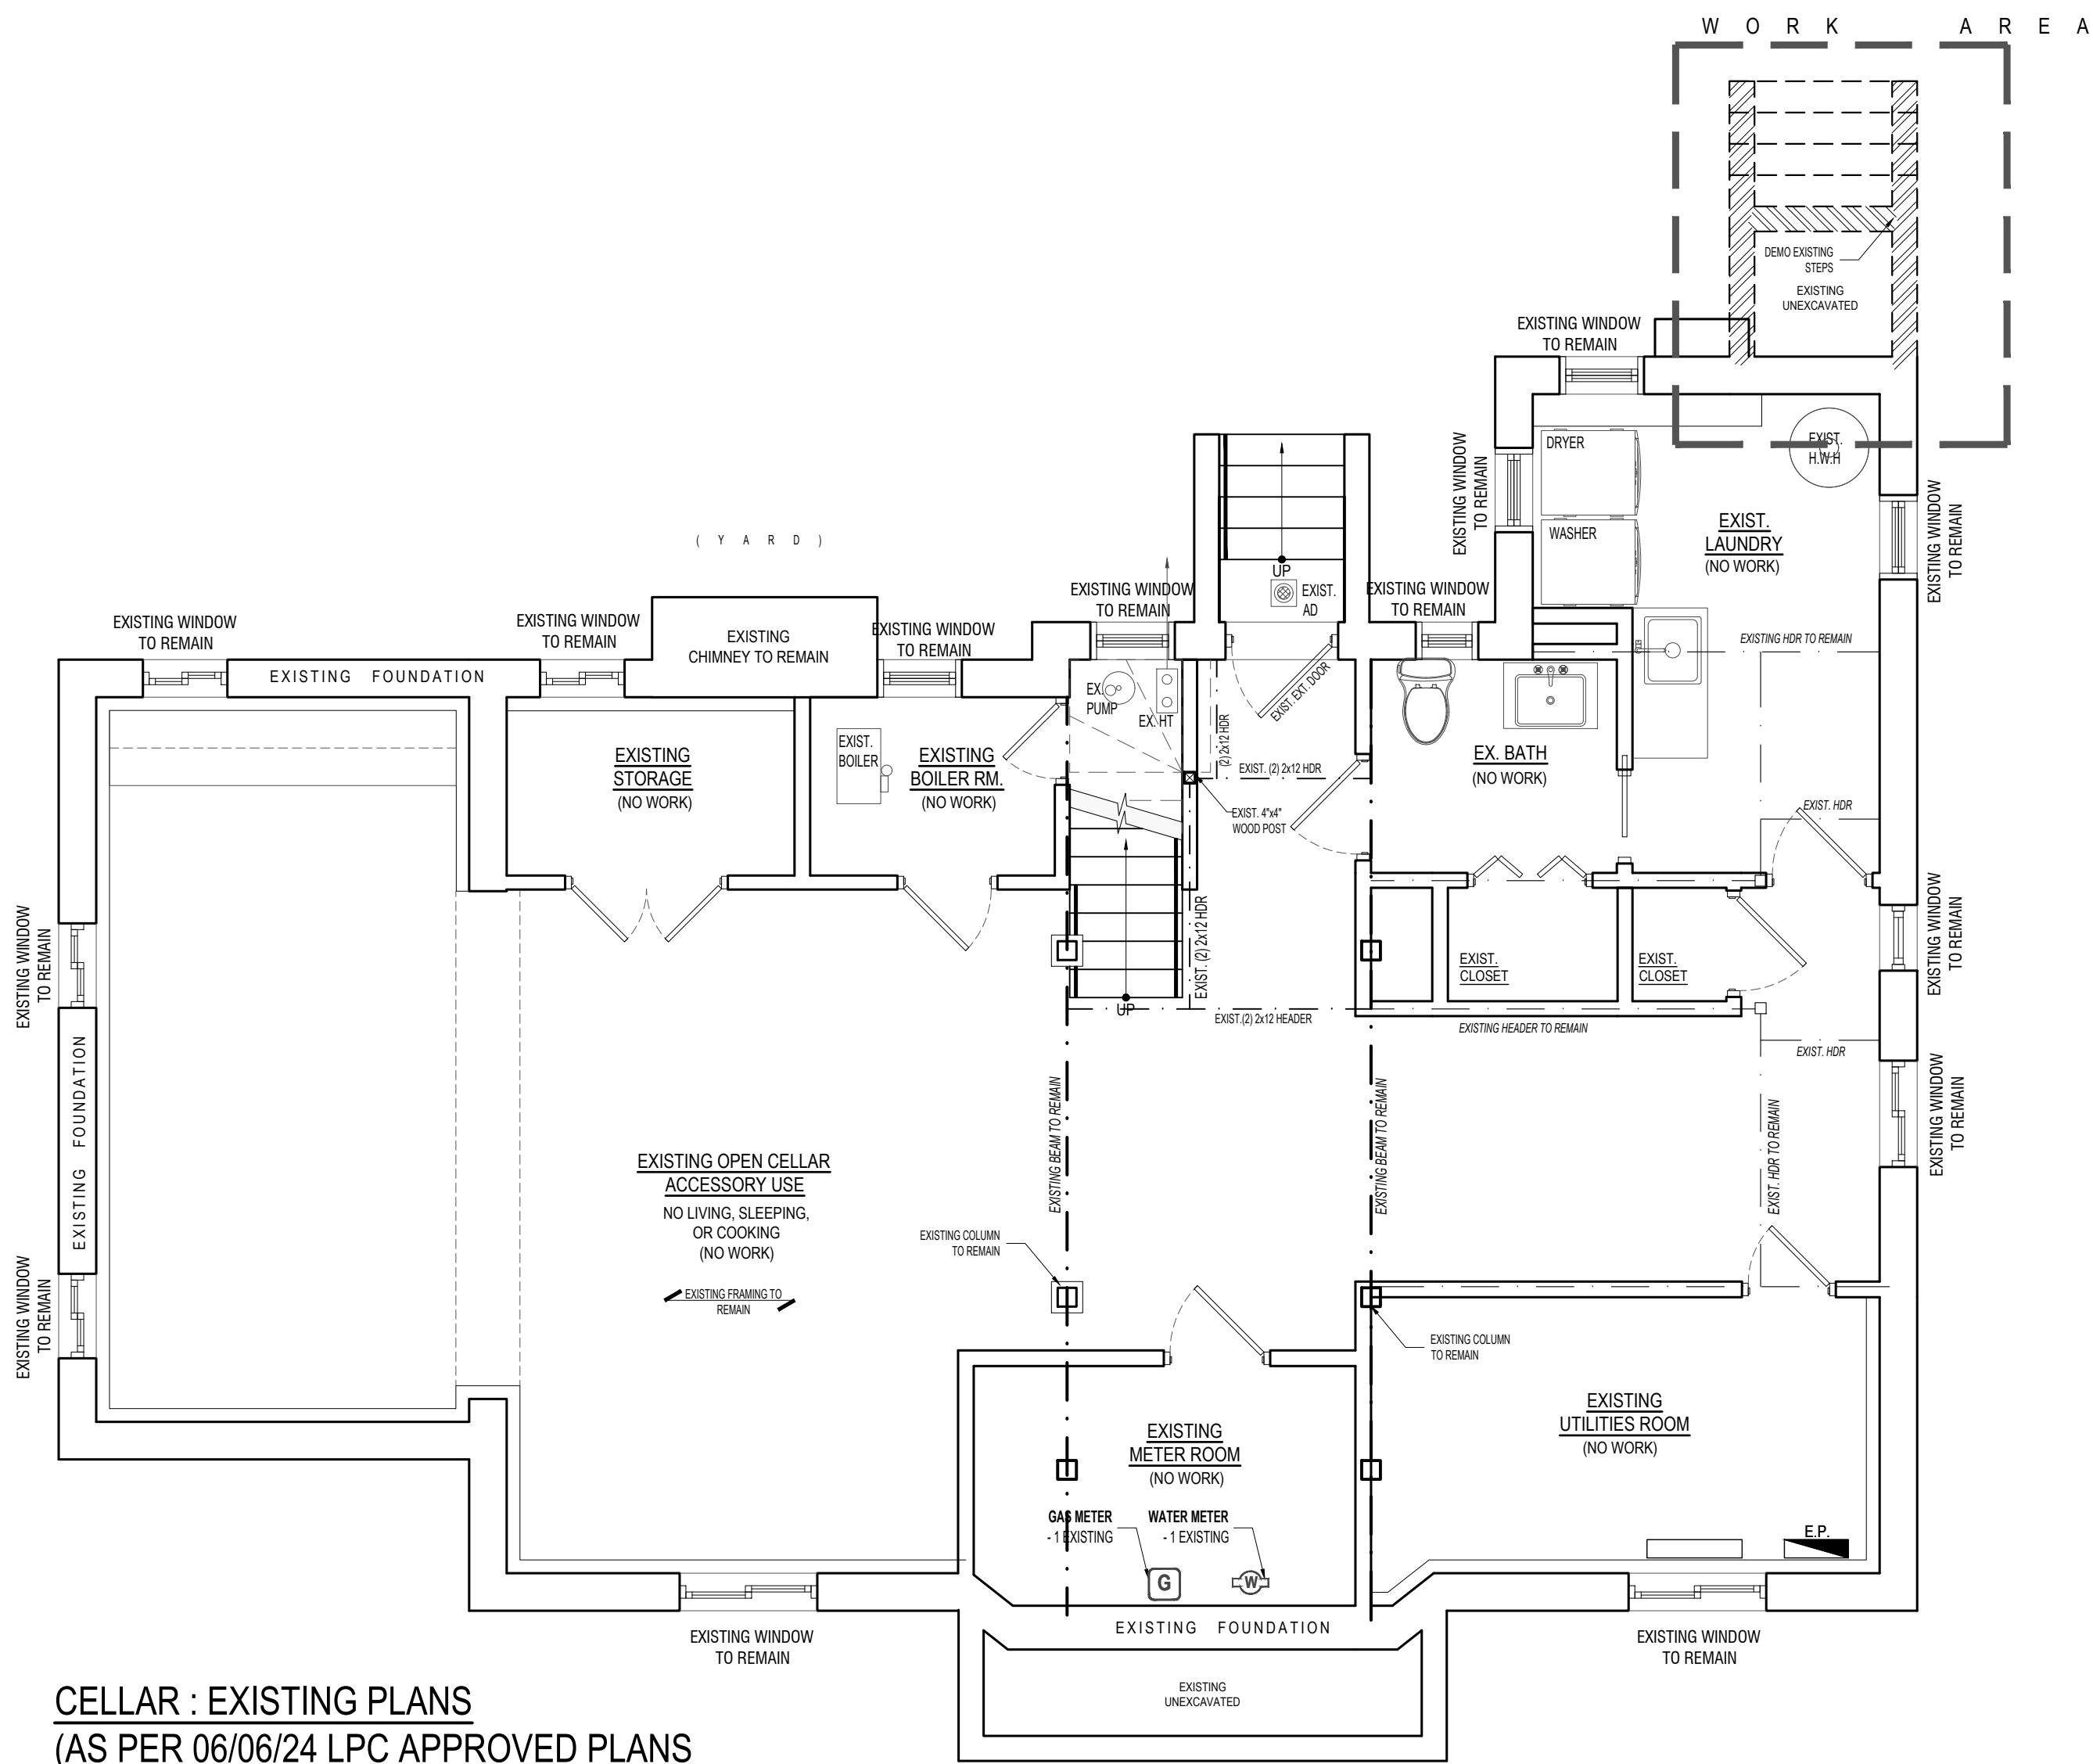 W O R K   A R E A
DEMO EXISTING
STEPS
EXISTING
UNEXCAVATED
EXISTING WINDOW
TO REMAIN
EXISTING WINDOW
TO REMAIN
DRYER
EXIST.
H.W.H
WASHER
EXIST.
LAUNDRY
(NO WORK)
EXISTING WINDOW
TO REMAIN
( Y A R D )
UP
EXIST.
AD
EXISTING WINDOW
TO REMAIN
EXISTING WINDOW
TO REMAIN
EXISTING WINDOW
TO REMAIN
EXISTING WINDOW
TO REMAIN
EXISTING
CHIMNEY TO REMAIN
EXISTING WINDOW
TO REMAIN
EXISTING HDR TO REMAIN
EXISTING FOUNDATION
EX.
PUMP
EX. HT
EXIST. EXT. DOOR
(2) 2x12 HDR
EXIST. (2) 2x12 HDR
EXIST.
BOILER
EXISTING
STORAGE
(NO WORK)
EXISTING
BOILER RM.
(NO WORK)
EX. BATH
(NO WORK)
EXIST. 4"x4"
WOOD POST
EXIST. HDR
EXIST. (2) 2x12 HDR
EXISTING WINDOW
TO REMAIN
EXISTING WINDOW
TO REMAIN
EXIST.
CLOSET
EXIST.
CLOSET
UP
EXIST.(2) 2x12 HEADER
EXISTING HEADER TO REMAIN
EXIST. HDR
EXISTING FOUNDATION
EXISTING BEAM TO REMAIN
EXISTING BEAM TO REMAIN
EXIST. HDR TO REMAIN
EXISTING WINDOW
TO REMAIN
EXISTING OPEN CELLAR
ACCESSORY USE
NO LIVING, SLEEPING,
OR COOKING
(NO WORK)
EXISTING COLUMN
TO REMAIN
EXISTING FRAMING TO
REMAIN
EXISTING WINDOW
TO REMAIN
EXISTING COLUMN
TO REMAIN
EXISTING
METER ROOM
(NO WORK)
EXISTING
UTILITIES ROOM
(NO WORK)
GAS METER
- 1 EXISTING
WATER METER
- 1 EXISTING
G
W
E.P.
EXISTING FOUNDATION
EXISTING WINDOW
TO REMAIN
EXISTING WINDOW
TO REMAIN
EXISTING
UNEXCAVATED
CELLAR : EXISTING PLANS
(AS PER 06/06/24 LPC APPROVED PLANS